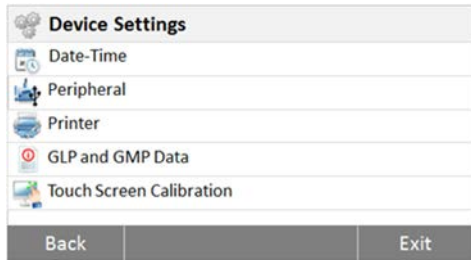 Device Settings
Date-Time
Peripheral
Printer
GLP and GMP Data
Touch Screen Calibration
Back Exit